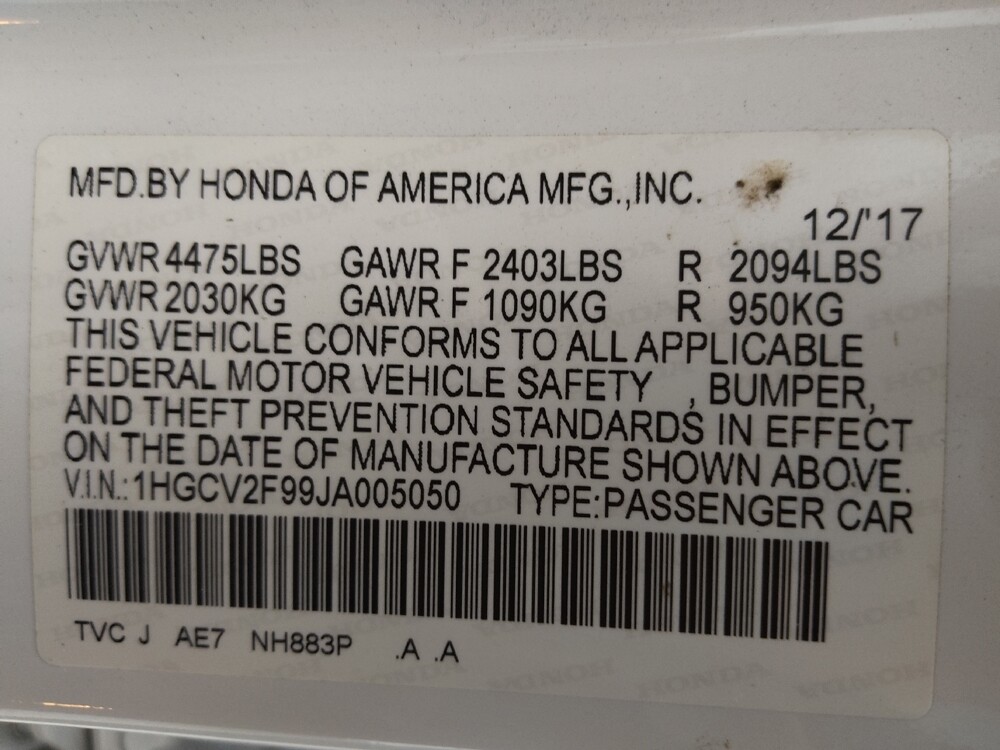 MFD.BY HONDA OF AMERICA MFG.,INC.
12/'17
GVWR 4475LBS GAWR F 2403LBS R 2094LBS
GVWR 2030KG GAWR F 1090KG R 950KG
THIS VEHICLE CONFORMS TO ALL APPLICABLE
FEDERAL MOTOR VEHICLE SAFETY , BUMPER,
AND THEFT PREVENTION STANDARDS IN EFFECT
ON THE DATE OF MANUFACTURE SHOWN ABOVE.
V.I.N.:1HGCV2F99JA005050 TYPE:PASSENGER CAR
TVC J AE7 NH883P .A .A